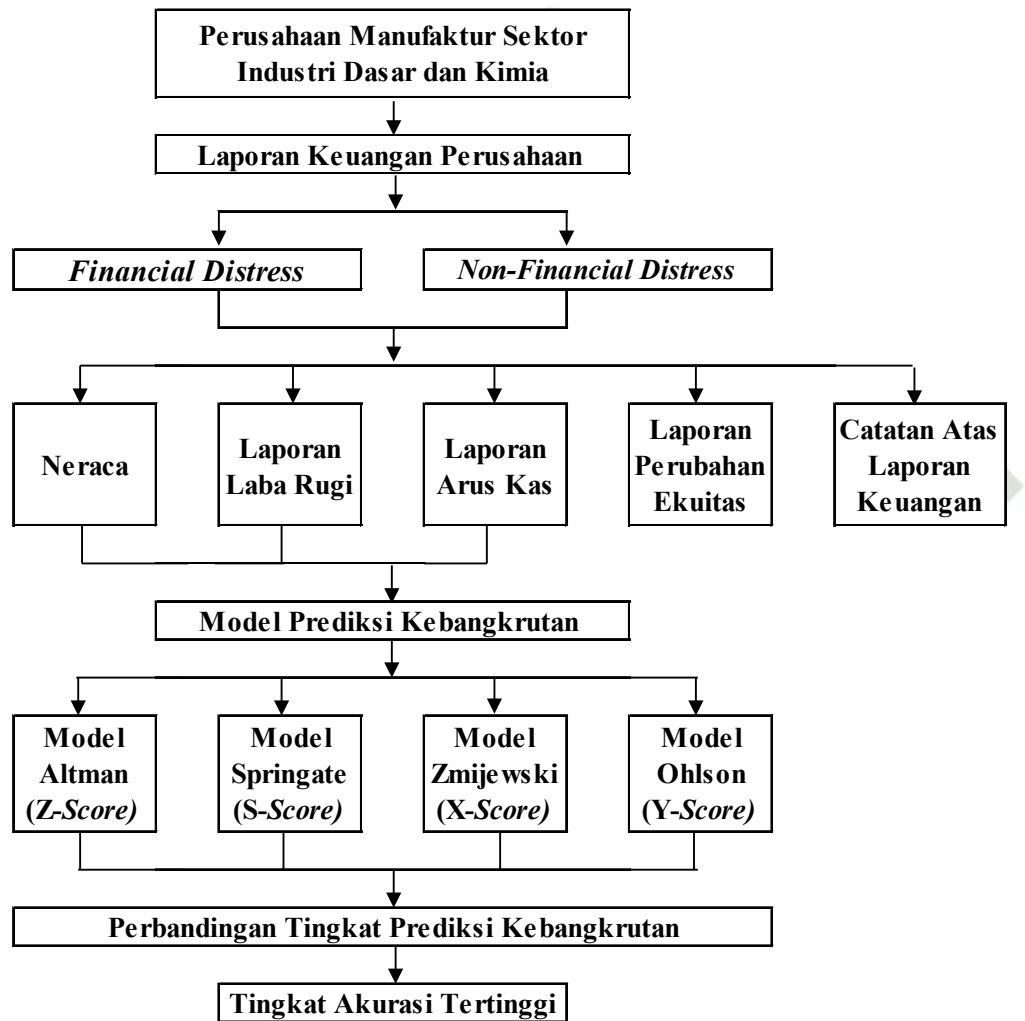 Perusahaan Manufaktur Sektor
Industri Dasar dan Kimia
Laporan Keuangan Perusahaan
Financial Distress
Non-Financial Distress
Neraca
Laporan
Laba Rugi
Laporan
Arus Kas
Laporan
Perubahan
Ekuitas
Catatan Atas
Laporan
Keuangan
Model Prediksi Kebangkrutan
Model
Altman
(Z-Score)
Model
Springate
(S-Score)
Model
Zmijewski
(X-Score)
Model
Ohlson
(Y-Score)
Perbandingan Tingkat Prediksi Kebangkrutan
Tingkat Akurasi Tertinggi